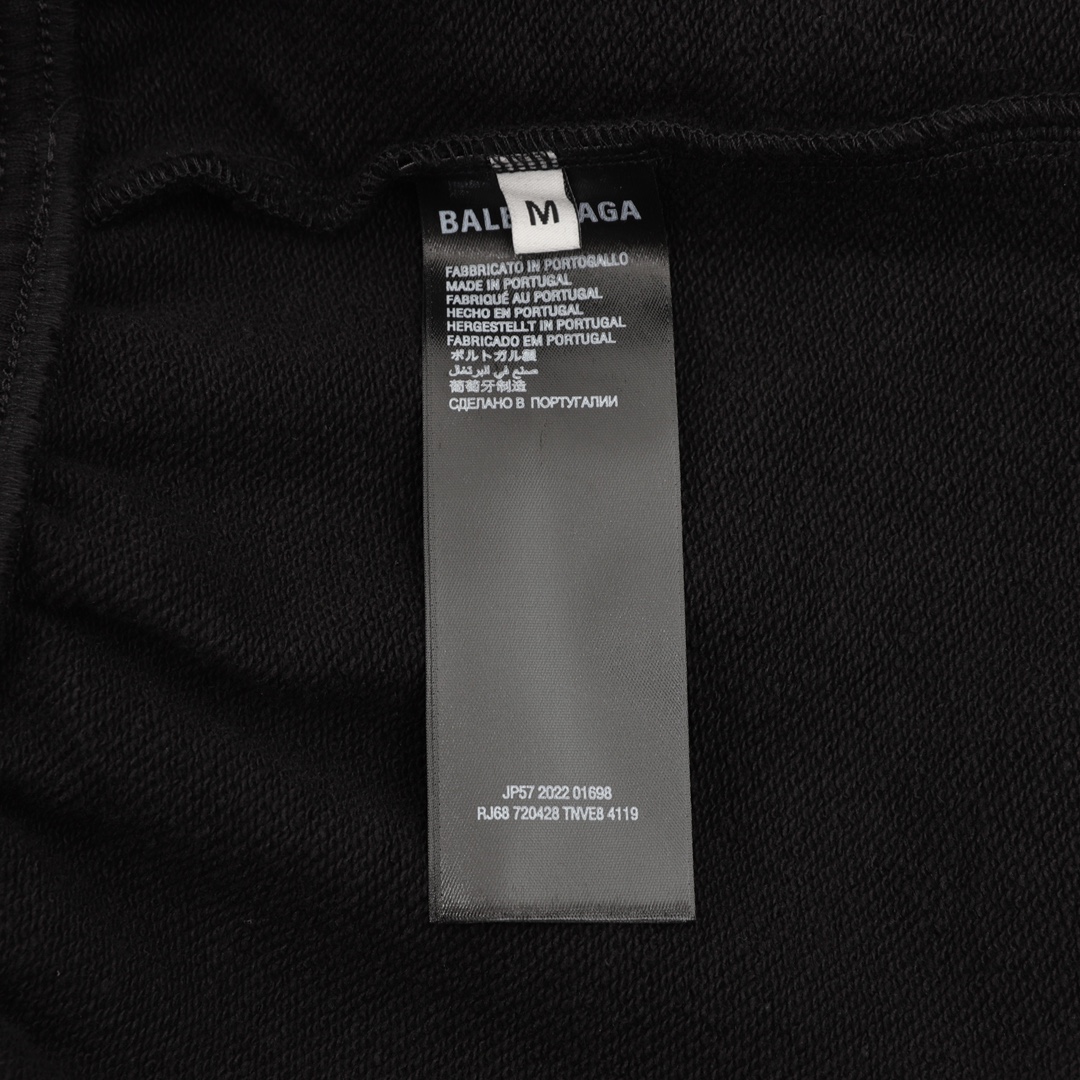 BALE AGA
M
FABBRICATO IN PORTOGALLO
MADE IN PORTUGAL
FABRIQUÉ AU PORTUGAL
HECHO EN PORTUGAL
HERGESTELLT IN PORTUGAL
FABRICADO EM PORTUGAL
ポルトガル製
صنع في البرتغال
葡萄牙制造
СДЕЛАНО В ПОРТУГАЛИИ
JP57 2022 01698
RJ68 720428 TNVE8 4119